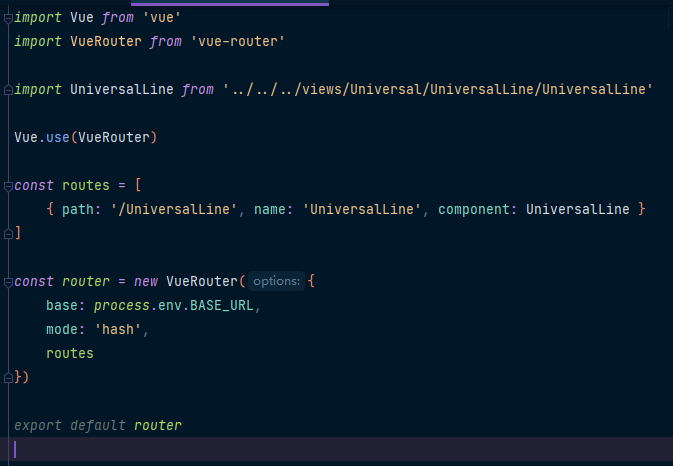 import Vue from 'vue'
import VueRouter from 'vue-router'
import UniversalLine from '../../../views/Universal/UniversalLine/UniversalLine'
Vue.use(VueRouter)
const routes = [
    { path: '/UniversalLine', name: 'UniversalLine', component: UniversalLine }
]
const router = new VueRouter( options: {
    base: process.env.BASE_URL,
    mode: 'hash',
    routes
})
export default router